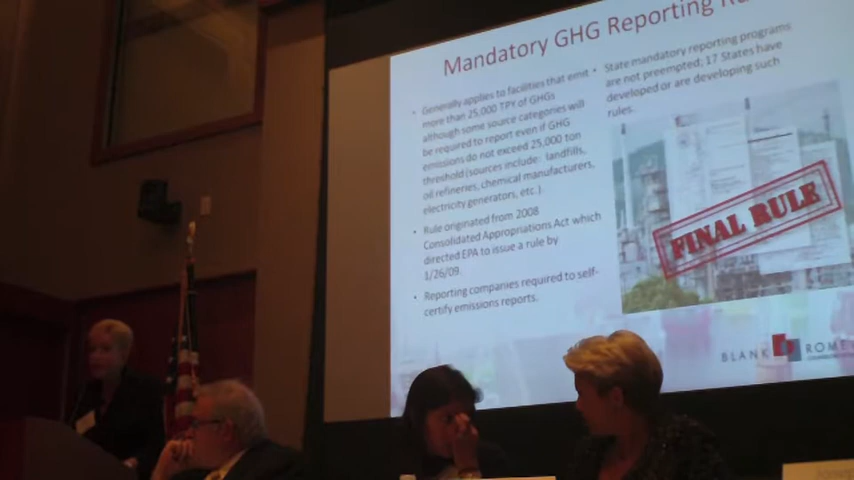 Mandatory GHG Reporting
• Generally applies to facilities that emit
more than 25,000 TPY of GHGs
although some source categories will
be required to report even if GHG
emissions do not exceed 25,000 ton
threshold (sources include: landfills,
oil refineries, chemical manufacturers,
electricity generators, etc.).
• Rule originated from 2008
Consolidated Appropriations Act which
directed EPA to issue a rule by
1/26/09.
• Reporting companies required to self-
certify emissions reports.
• State mandatory reporting programs
are not preempted; 17 States have
developed or are developing such
rules.
FINAL RULE
BLANK ROME